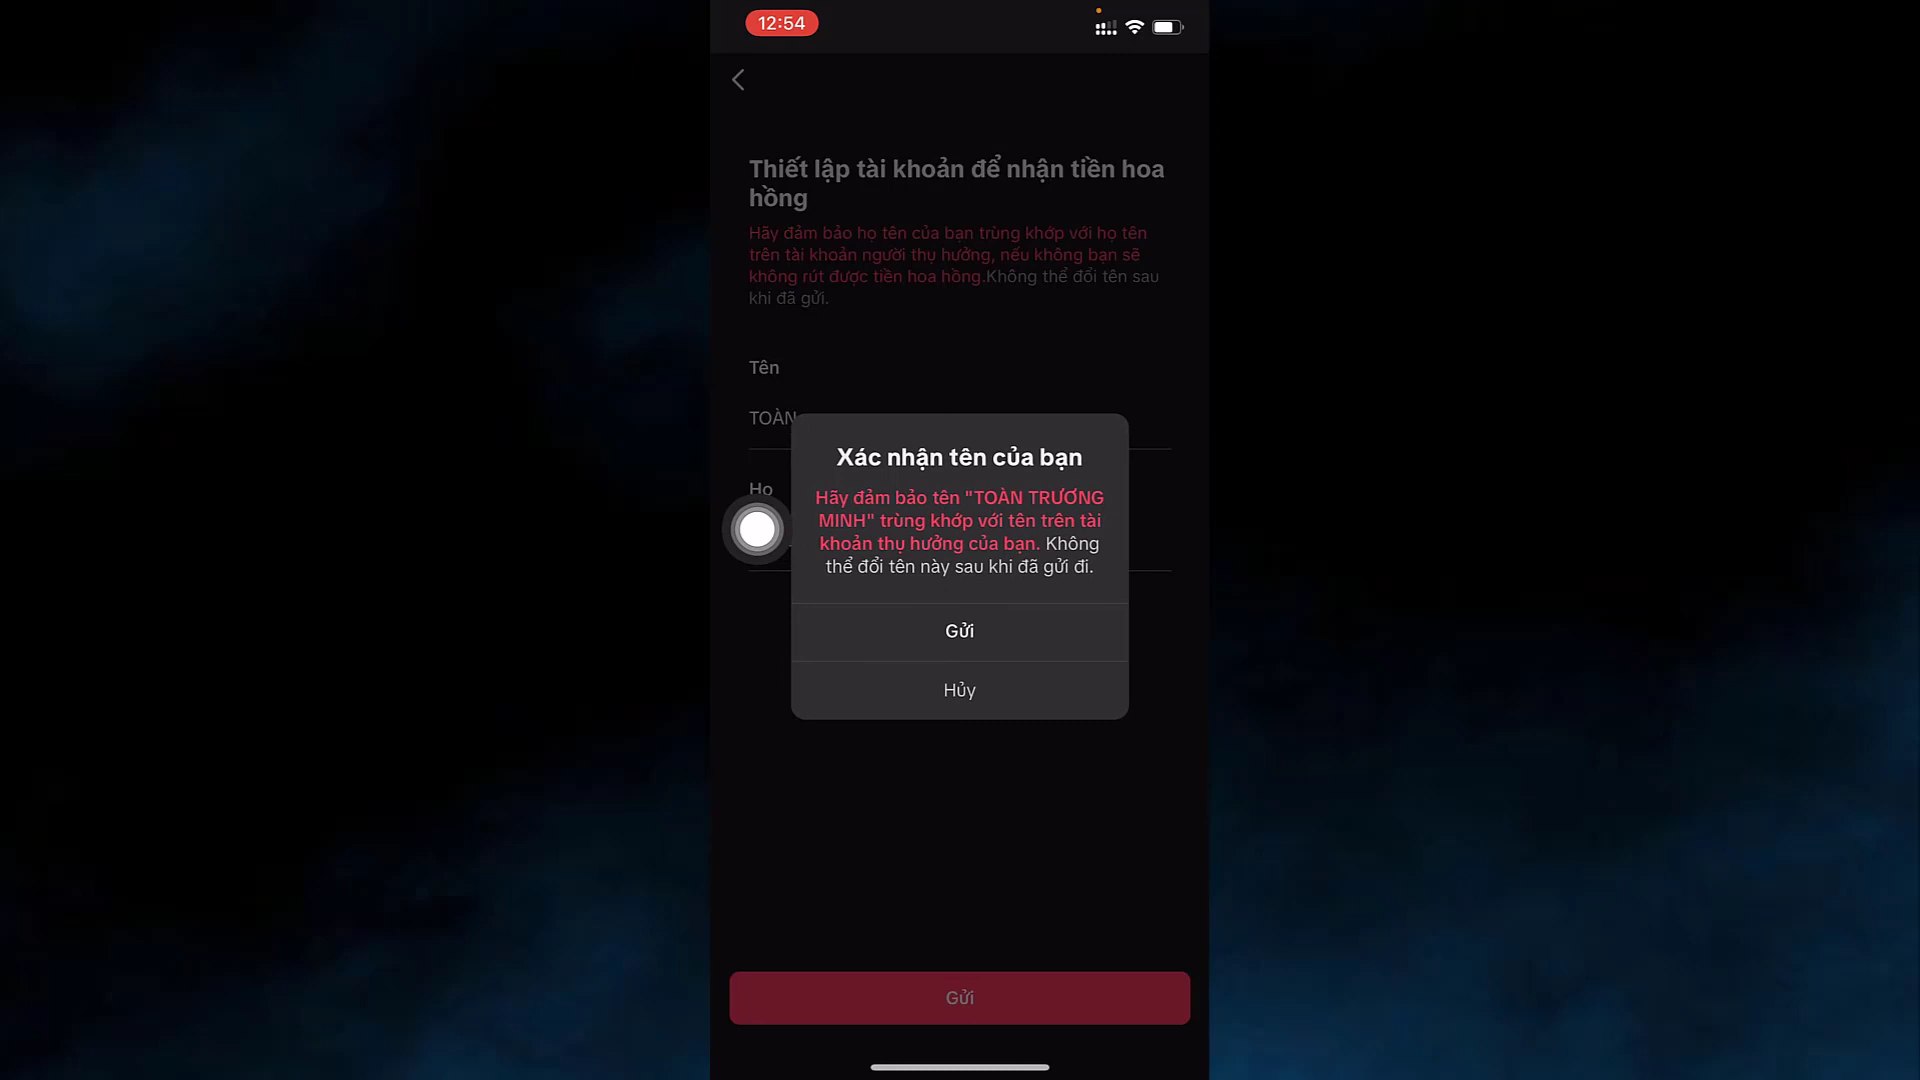 12:54
Thiết lập tài khoản để nhận tiền hoa
hồng
Hãy đảm bảo họ tên của bạn trùng khớp với họ tên
trên tài khoản người thụ hưởng, nếu không bạn sẽ
không rút được tiền hoa hồng.Không thể đổi tên sau
khi đã gửi.
Tên
TOÀN
Họ
Xác nhận tên của bạn
Hãy đảm bảo tên "TOÀN TRƯƠNG
MINH" trùng khớp với tên trên tài
khoản thụ hưởng của bạn. Không
thể đổi tên này sau khi đã gửi đi.
Gửi
Hủy
Gửi